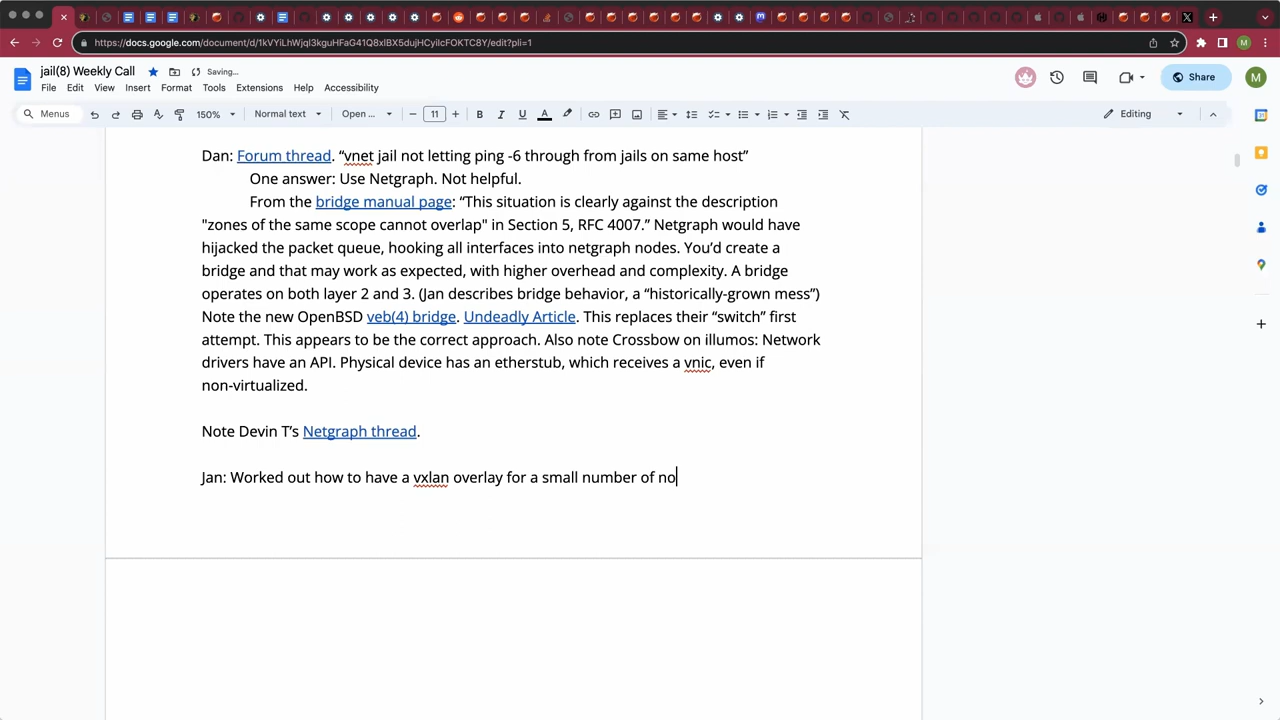 https://docs.google.com/document/d/1kVYiLhWjql3kguHFaG41Q8xlBX5dujHCyilcFOKTC8Y/edit?pli=1
M
jail(8) Weekly Call
Saving…
File Edit View Insert Format Tools Extensions Help Accessibility
Share
M
Menus
150%
Normal text
Open ...
11
B I U A
Editing
Dan: Forum thread. “vnet jail not letting ping -6 through from jails on same host”
One answer: Use Netgraph. Not helpful.
From the bridge manual page: “This situation is clearly against the description
"zones of the same scope cannot overlap" in Section 5, RFC 4007.” Netgraph would have
hijacked the packet queue, hooking all interfaces into netgraph nodes. You’d create a
bridge and that may work as expected, with higher overhead and complexity. A bridge
operates on both layer 2 and 3. (Jan describes bridge behavior, a “historically-grown mess”)
Note the new OpenBSD veb(4) bridge. Undeadly Article. This replaces their “switch” first
attempt. This appears to be the correct approach. Also note Crossbow on illumos: Network
drivers have an API. Physical device has an etherstub, which receives a vnic, even if
non-virtualized.
Note Devin T’s Netgraph thread.
Jan: Worked out how to have a vxlan overlay for a small number of no